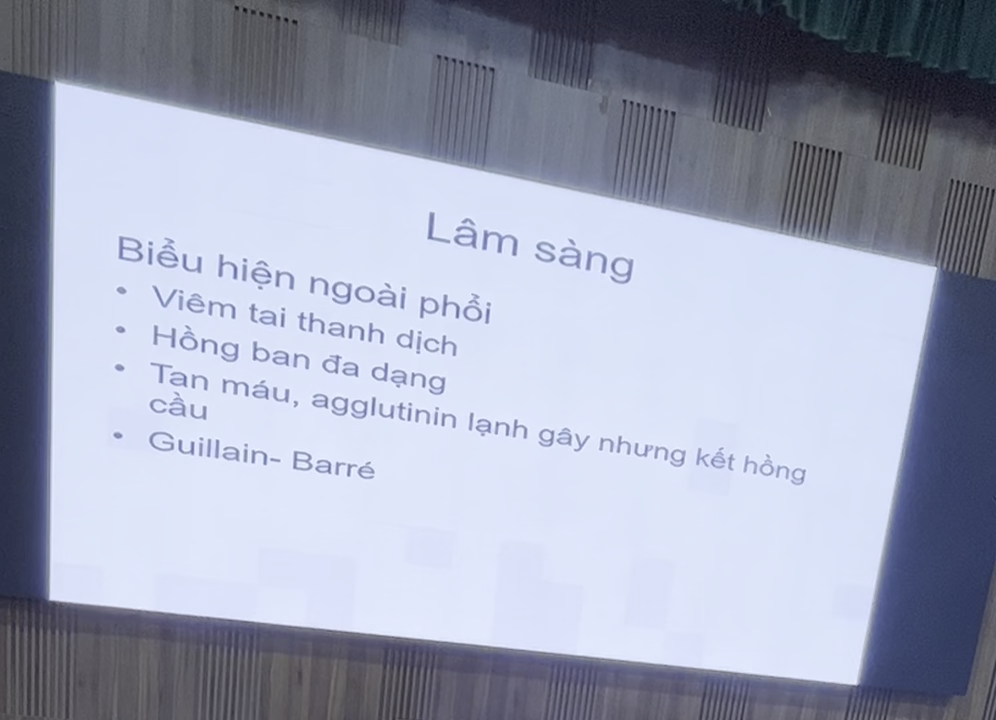 Lâm sàng
Biểu hiện ngoài phổi
• Viêm tai thanh dịch
• Hồng ban đa dạng
• Tan máu, agglutinin lạnh gây nhưng kết hồng
cầu
• Guillain- Barré